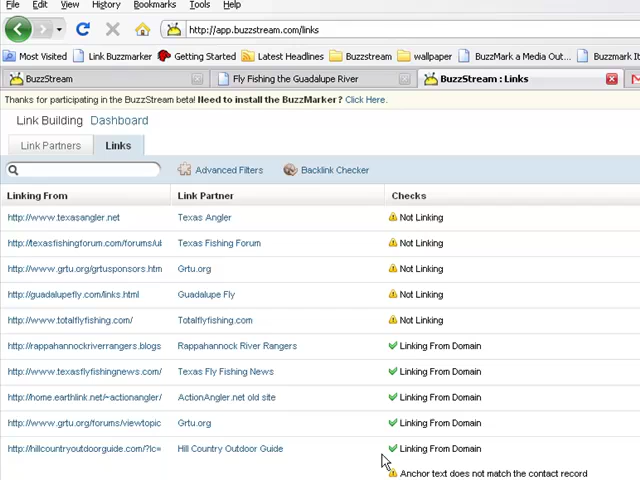 File Edit View History Bookmarks Tools Help
http://app.buzzstream.com/links
Most Visited Link Buzzmarker Getting Started Latest Headlines Buzzstream wallpaper BuzzMark a Media Out... BuzzMark It
BuzzStream Fly Fishing the Guadalupe River BuzzStream : Links
Thanks for participating in the BuzzStream beta! Need to install the BuzzMarker? Click Here.
Link Building Dashboard
Link Partners Links
Advanced Filters Backlink Checker
Linking From Link Partner Checks
http://www.texasangler.net Texas Angler Not Linking
http://texasfishingforum.com/forums/ul Texas Fishing Forum Not Linking
http://www.grtu.org/grtusponsors.htm Grtu.org Not Linking
http://guadalupefly.com/links.html Guadalupe Fly Not Linking
http://www.totalflyfishing.com/ Totalflyfishing.com Not Linking
http://rappahannockriverrangers.blogs Rappahannock River Rangers Linking From Domain
http://www.texasflyfishingnews.com/ Texas Fly Fishing News Linking From Domain
http://home.earthlink.net/~actionangler/ ActionAngler.net old site Linking From Domain
http://www.grtu.org/forums/viewtopic Grtu.org Linking From Domain
http://hillcountryoutdoorguide.com/?lc= Hill Country Outdoor Guide Linking From Domain
Anchor text does not match the contact record